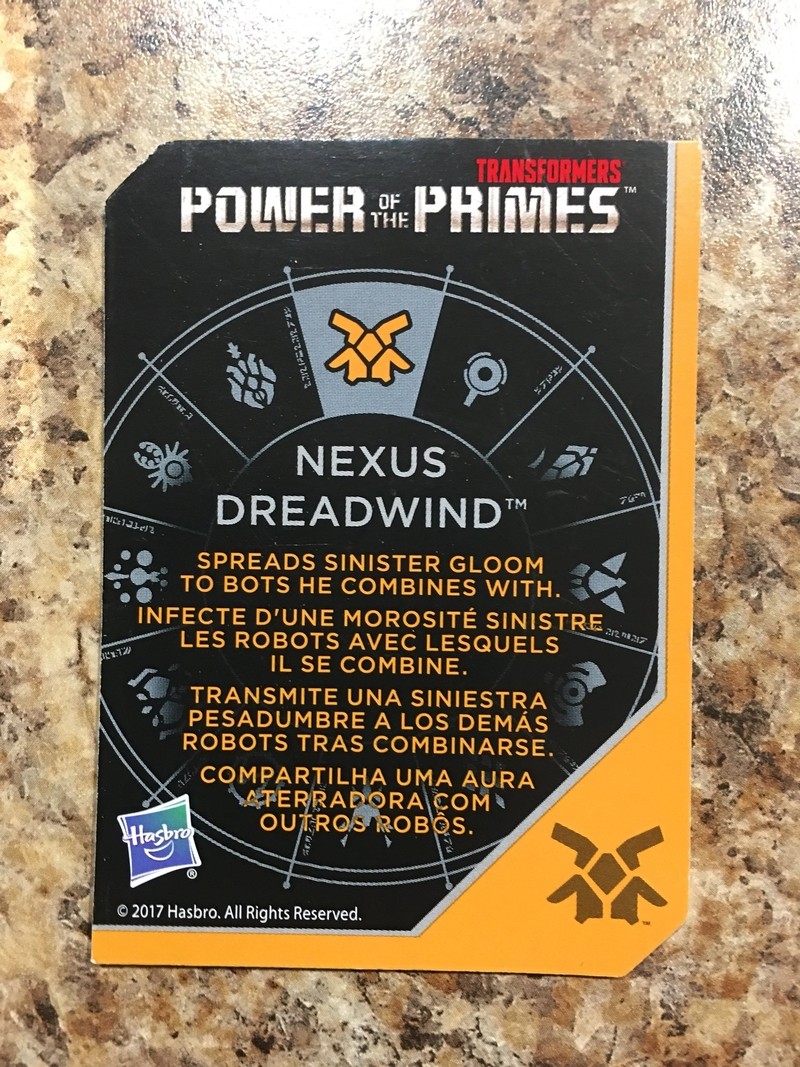 TRANSFORMERS
POWER OF THE PRIMES™
NEXUS
DREADWIND™
SPREADS SINISTER GLOOM
TO BOTS HE COMBINES WITH.
INFECTE D'UNE MOROSITÉ SINISTRE
LES ROBOTS AVEC LESQUELS
IL SE COMBINE.
TRANSMITE UNA SINIESTRA
PESADUMBRE A LOS DEMÁS
ROBOTS TRAS COMBINARSE.
COMPARTILHA UMA AURA
ATERRADORA COM
OUTROS ROBÔS.
Hasbro
®
™
© 2017 Hasbro. All Rights Reserved.